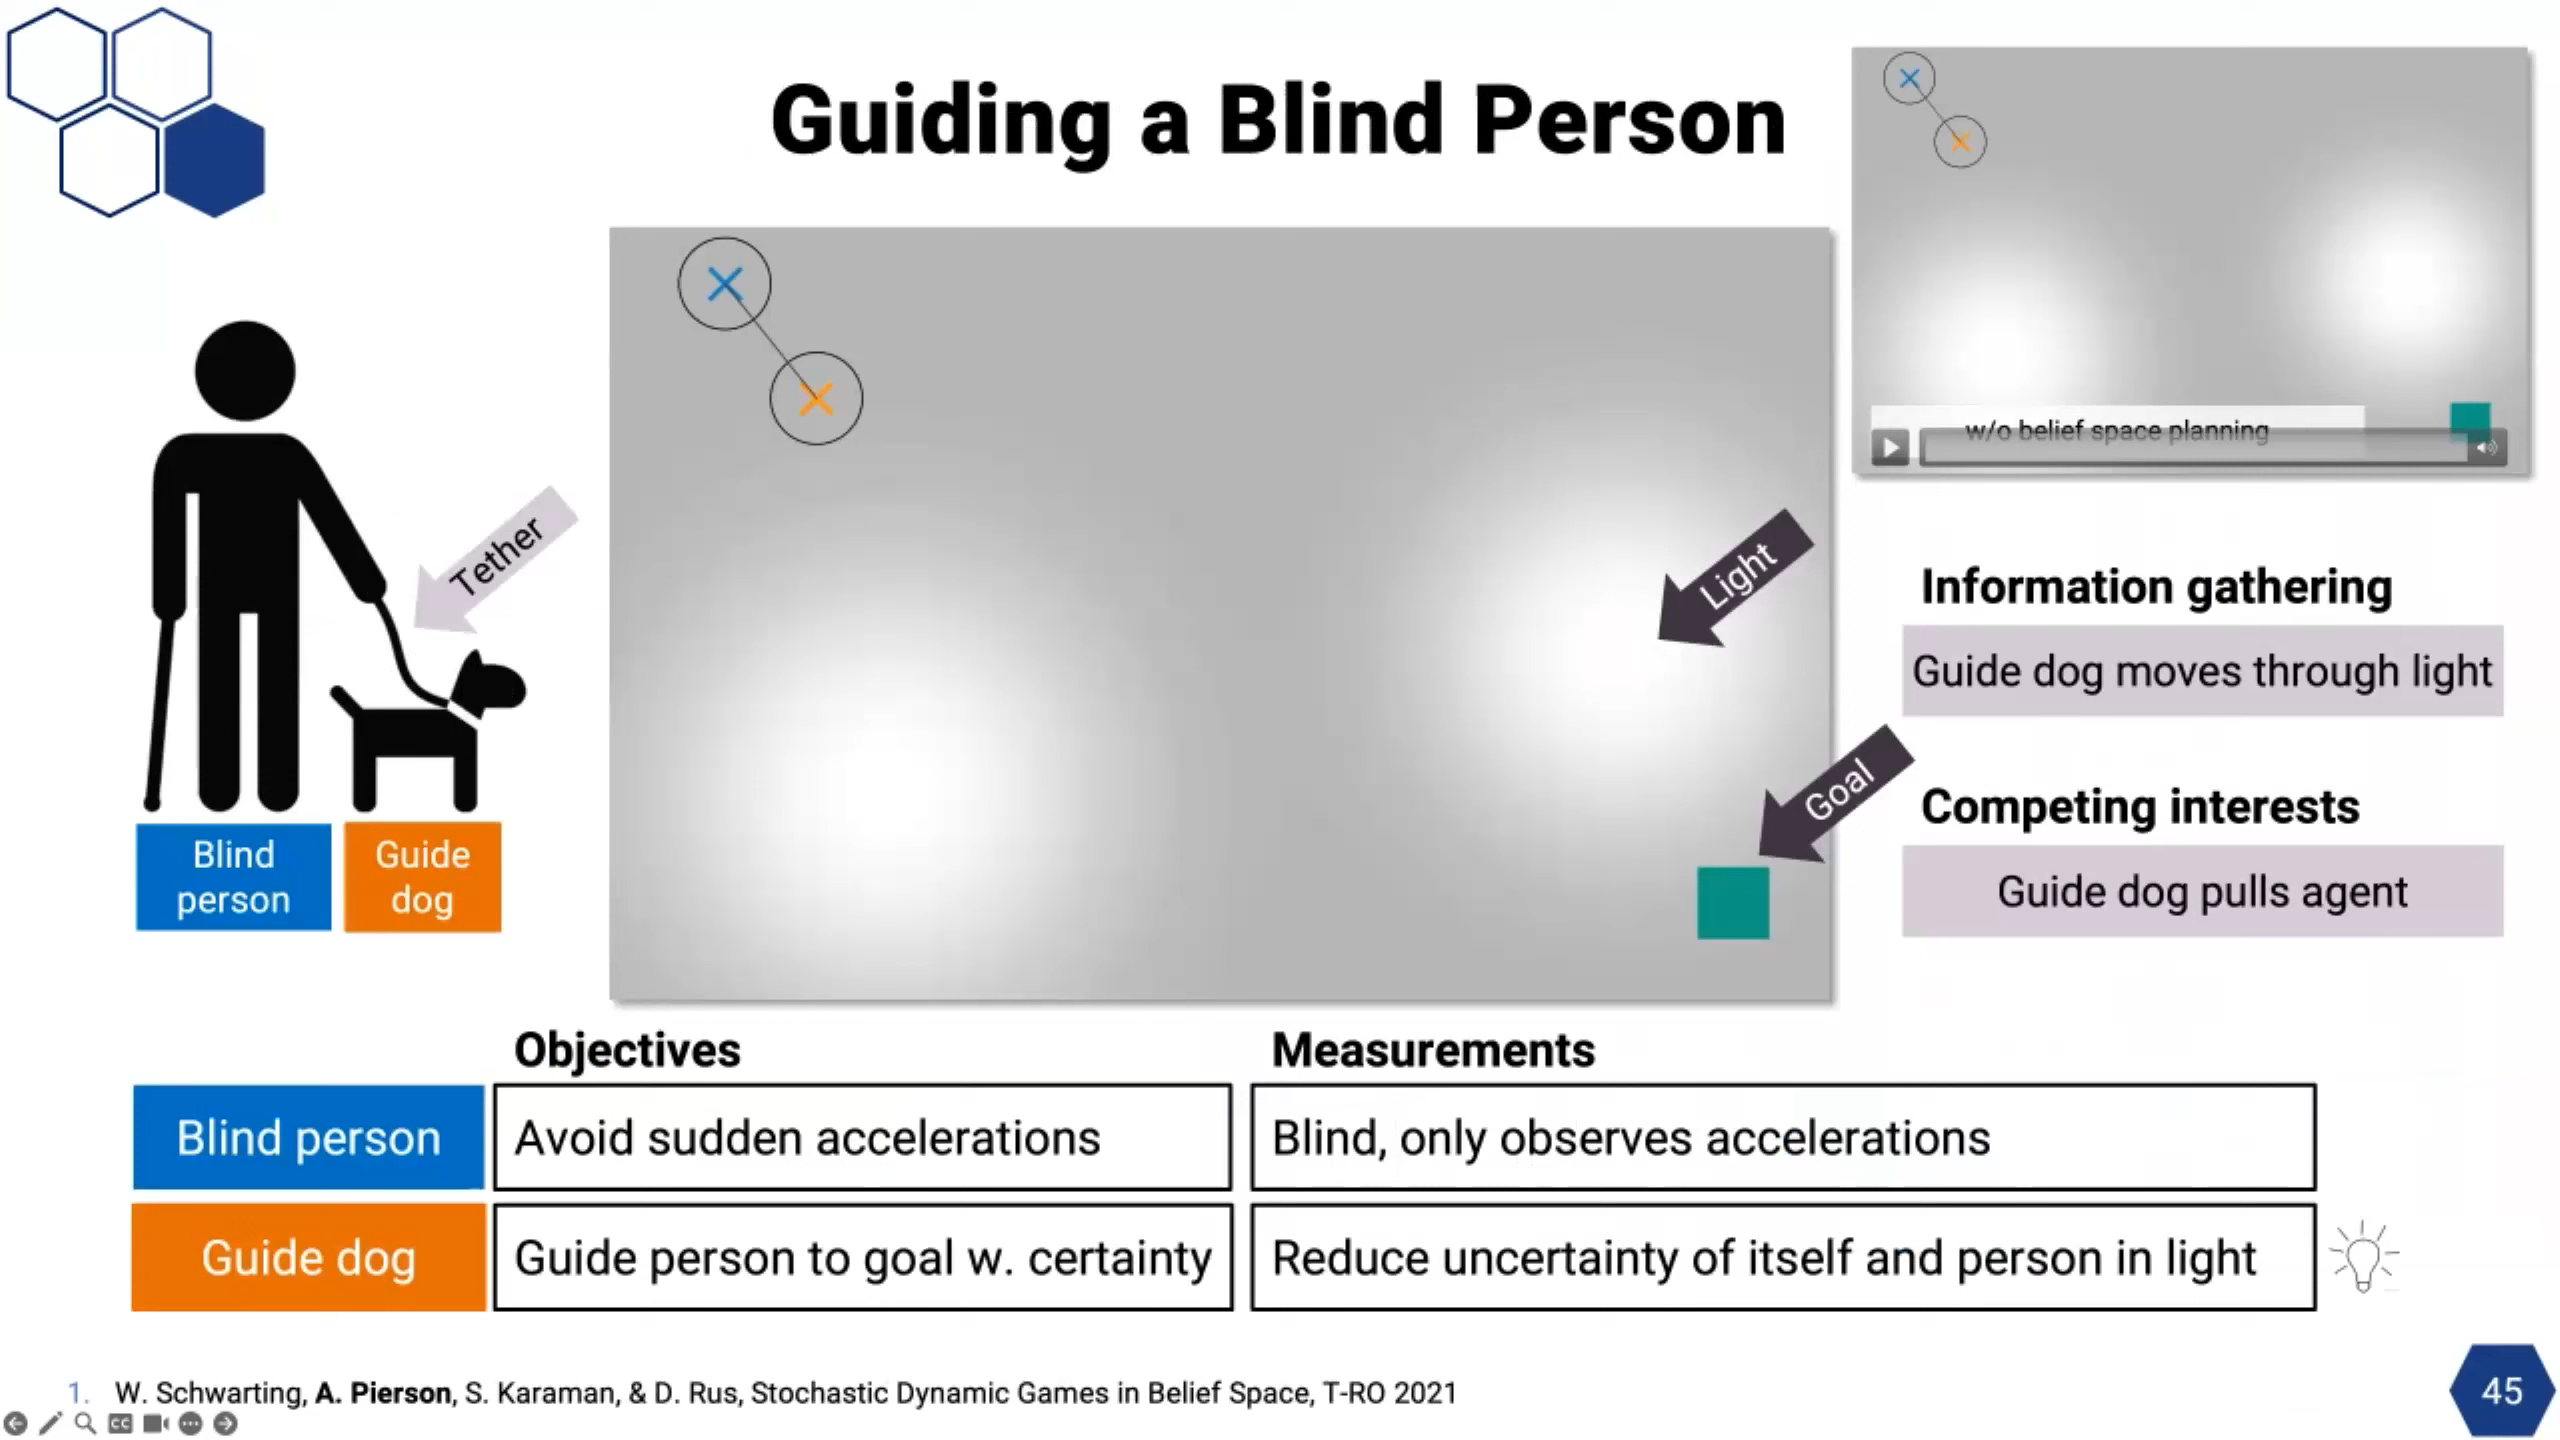 Guiding a Blind Person
w/o belief space planning
Tether
Light
Goal
Blind
person
Guide
dog
Information gathering
Guide dog moves through light
Competing interests
Guide dog pulls agent
Objectives
Measurements
Blind person
Avoid sudden accelerations
Blind, only observes accelerations
Guide dog
Guide person to goal w. certainty
Reduce uncertainty of itself and person in light
1. W. Schwarting, A. Pierson, S. Karaman, & D. Rus, Stochastic Dynamic Games in Belief Space, T-RO 2021
45
CC